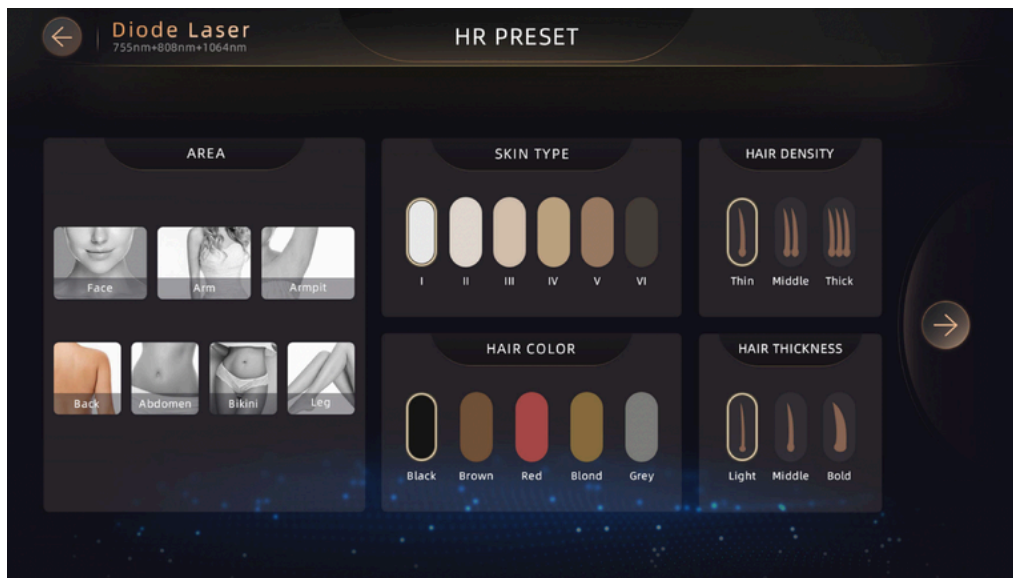 Diode Laser
755nm+808nm+1064nm
HR PRESET
AREA
Face Arm Armpit
Back Abdomen Bikini Leg
SKIN TYPE
I II III IV V VI
HAIR DENSITY
Thin Middle Thick
HAIR COLOR
Black Brown Red Blond Grey
HAIR THICKNESS
Light Middle Bold